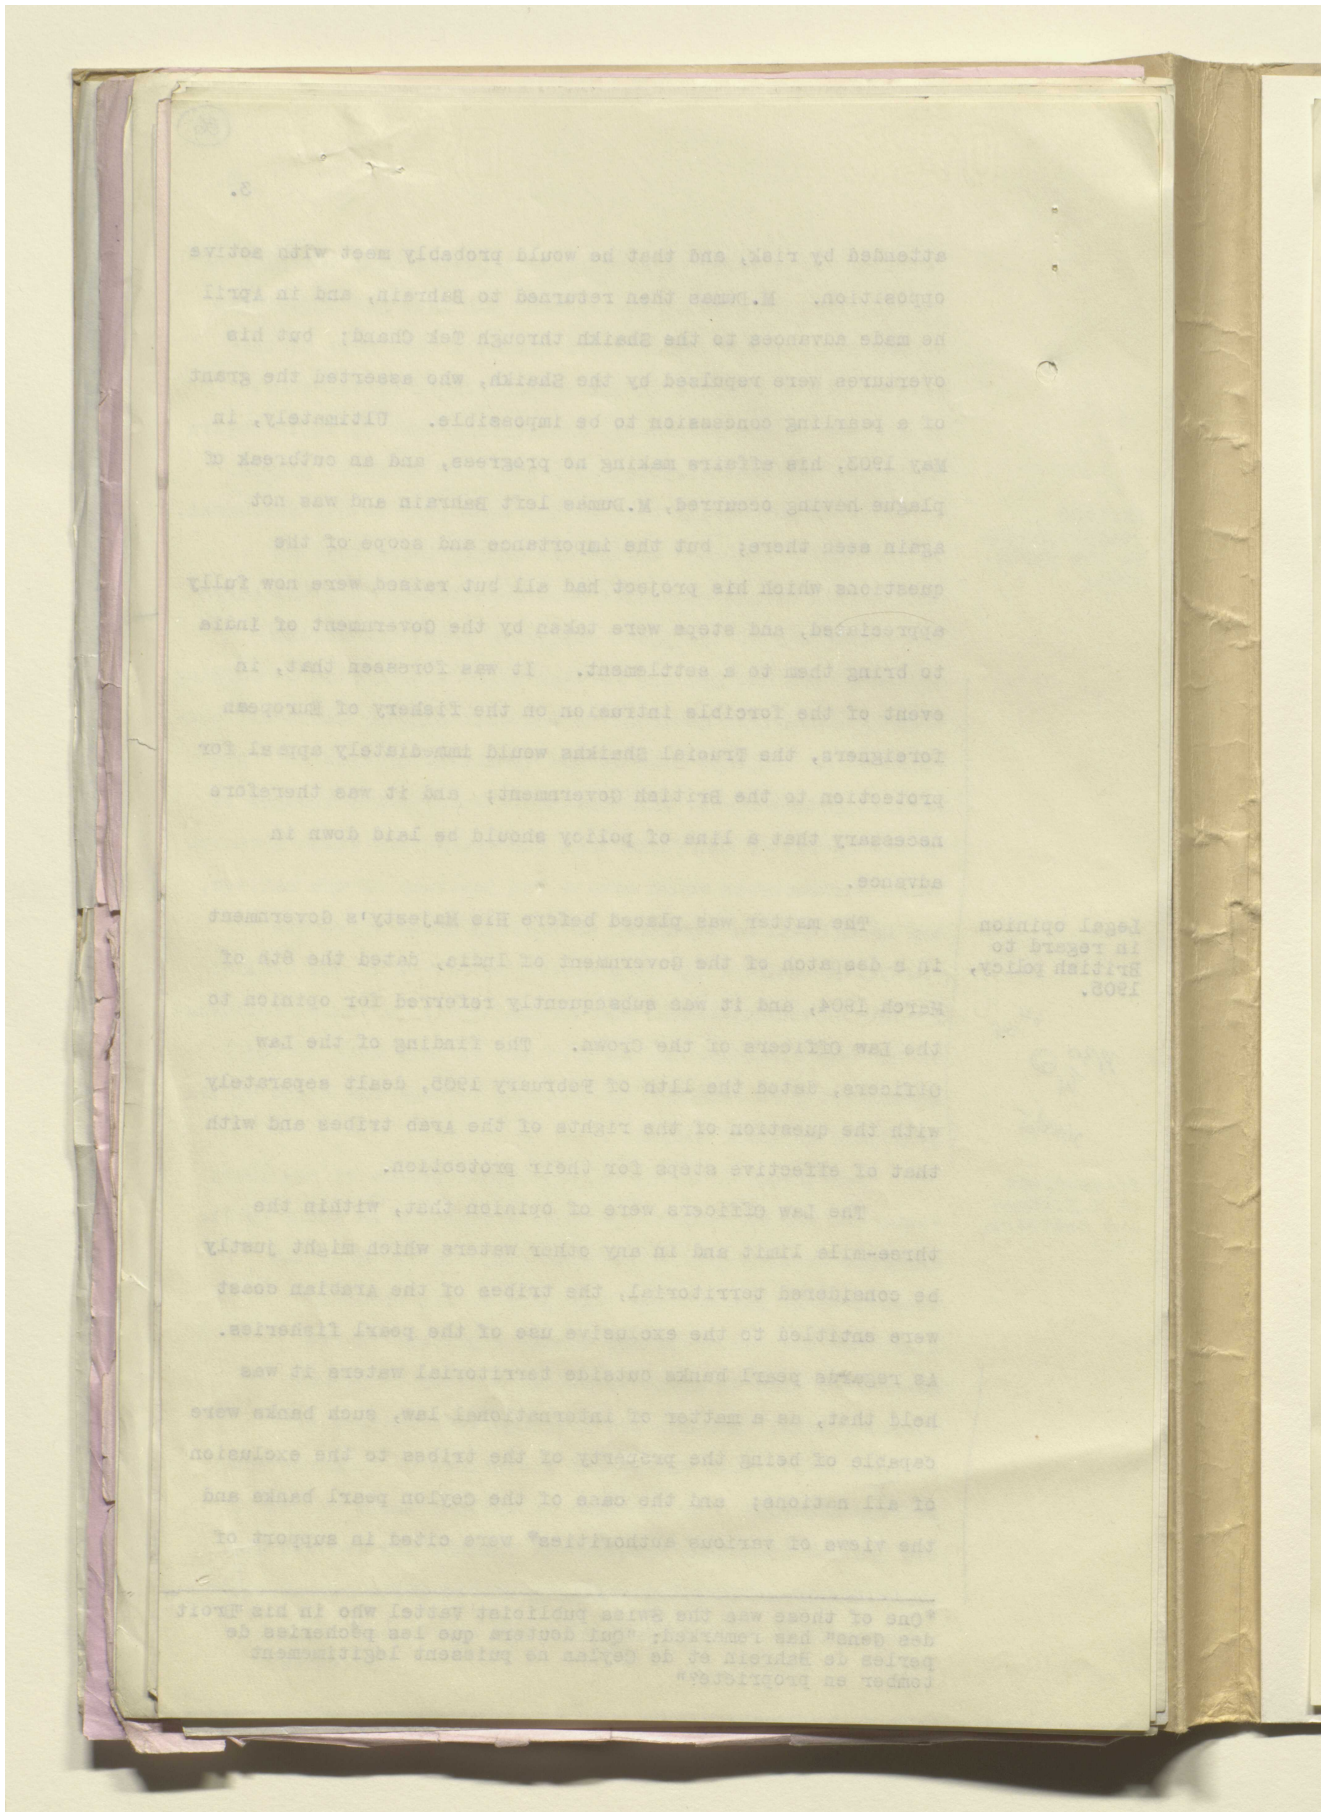 3.
attended by risk, and that he would probably meet with active
opposition. M.Dumas then returned to Bahrain, and in April
he made advances to the Shaikh through Tek Chand; but his
overtures were repulsed by the Shaikh, who asserted the grant
of a pearling concession to be impossible. Ultimately, in
May 1903, his affairs making no progress, and an outbreak of
plague having occurred, M.Dumas left Bahrain and was not
again seen there; but the importance and scope of the
questions which his project had all but raised were now fully
appreciated, and steps were taken by the Government of India
to bring them to a settlement. It was foreseen that, in
event of the forcible intrusion on the fishery of European
foreigners, the Trucial Shaikhs would immediately appeal for
protection to the British Government; and it was therefore
necessary that a line of policy should be laid down in
advance.
Legal opinion
in regard to
British policy,
1905.
The matter was placed before His Majesty's Government
in a des atch of the Government of India, dated the 8th of
March 1904, and it was subsequently referred for opinion to
the Law Officers of the Crown. The finding of the Law
Officers, dated the 11th of February 1905, dealt separately
with the question of the rights of the Arab tribes and with
that of effective steps for their protection.
The Law Officers were of opinion that, within the
three-mile limit and in any other waters which might justly
be considered territorial, the tribes of the Arabian coast
were entitled to the exclusive use of the pearl fisheries.
As regards pearl banks outside territorial waters it was
held that, as a matter of international law, such banks were
capable of being the property of the tribes to the exclusion
of all nations; and the case of the Ceylon pearl banks and
the views of various authorities* were cited in support of
*One of these was the Swiss publicist Vattel who in his "Droit
des Gens" has remarked: "Qui doutera que les pêcheries de
perles de Bahrein et de Ceylan ne puissent légitimement
tomber en propriété?"